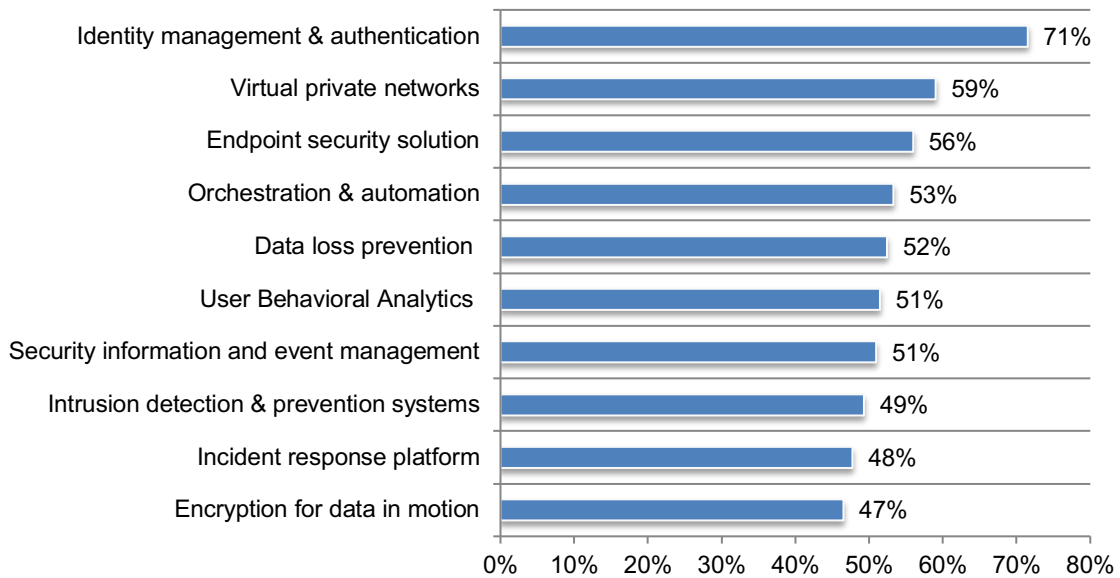 Identity management & authentication 71%
Virtual private networks 59%
Endpoint security solution 56%
Orchestration & automation 53%
Data loss prevention 52%
User Behavioral Analytics 51%
Security information and event management 51%
Intrusion detection & prevention systems 49%
Incident response platform 48%
Encryption for data in motion 47%
0% 10% 20% 30% 40% 50% 60% 70% 80%